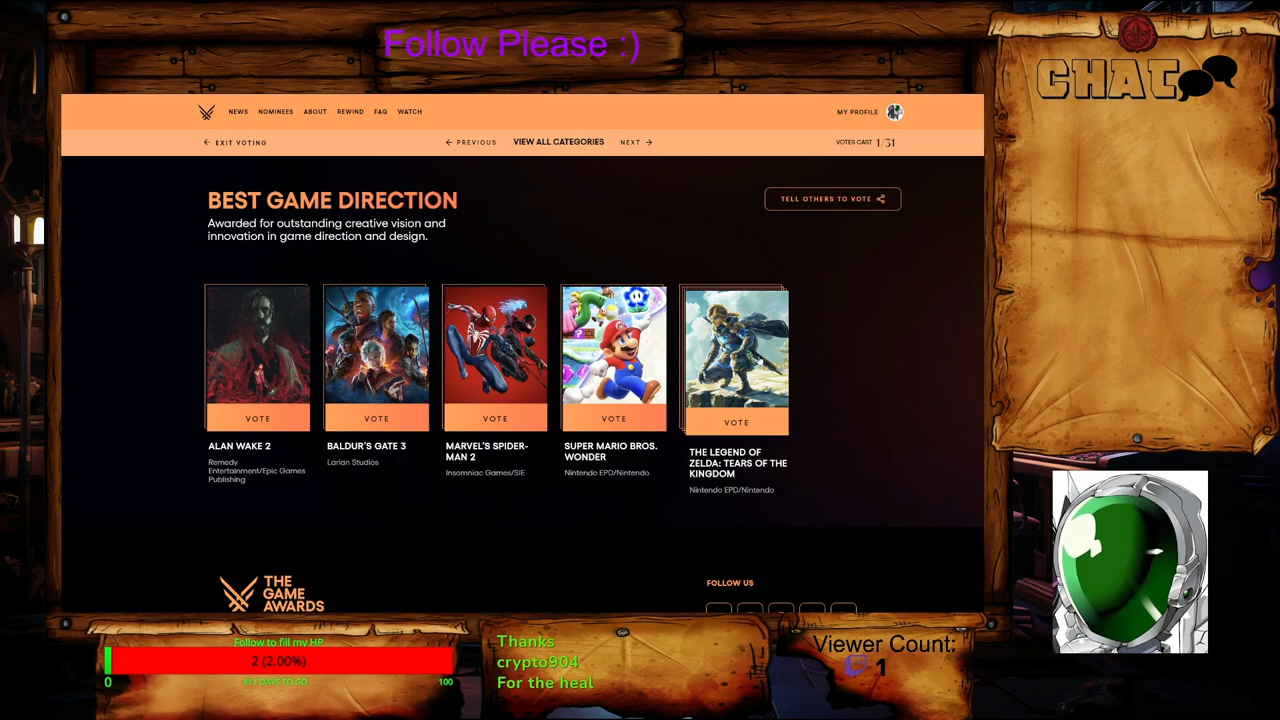 Follow Please :)
CHAT
NEWS NOMINEES ABOUT REWIND FAQ WATCH
MY PROFILE
EXIT VOTING
PREVIOUS VIEW ALL CATEGORIES NEXT
VOTES CAST 1/31
BEST GAME DIRECTION
TELL OTHERS TO VOTE
Awarded for outstanding creative vision and
innovation in game direction and design.
VOTE
VOTE
VOTE
VOTE
VOTE
ALAN WAKE 2
Remedy
Entertainment/Epic Games
Publishing
BALDUR'S GATE 3
Larian Studios
MARVEL'S SPIDER-
MAN 2
Insomniac Games/SIE
SUPER MARIO BROS.
WONDER
Nintendo EPD/Nintendo
THE LEGEND OF
ZELDA: TEARS OF THE
KINGDOM
Nintendo EPD/Nintendo
THE
GAME
AWARDS
FOLLOW US
Follow to fill my HP
2 (2.00%)
0
DAYS TO GO
100
Thanks
crypto904
For the heal
Viewer Count:
1